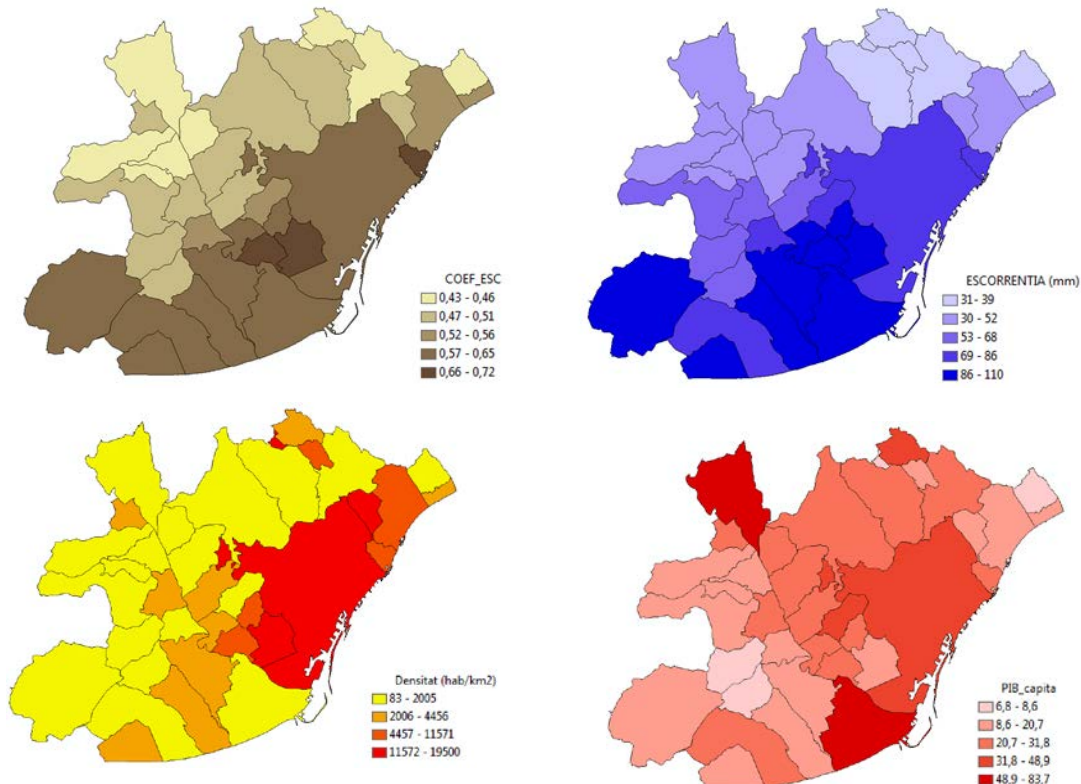 COEF_ESC
0,43 - 0,46
0,47 - 0,51
0,52 - 0,56
0,57 - 0,65
0,66 - 0,72
ESCORRENTIA (mm)
31 - 39
30 - 52
53 - 68
69 - 86
86 - 110
Densitat (hab/km2)
83 - 2005
2006 - 4456
4457 - 11571
11572 - 19500
PIB_capita
6,8 - 8,6
8,6 - 20,7
20,7 - 31,8
31,8 - 48,9
48,9 - 83,7